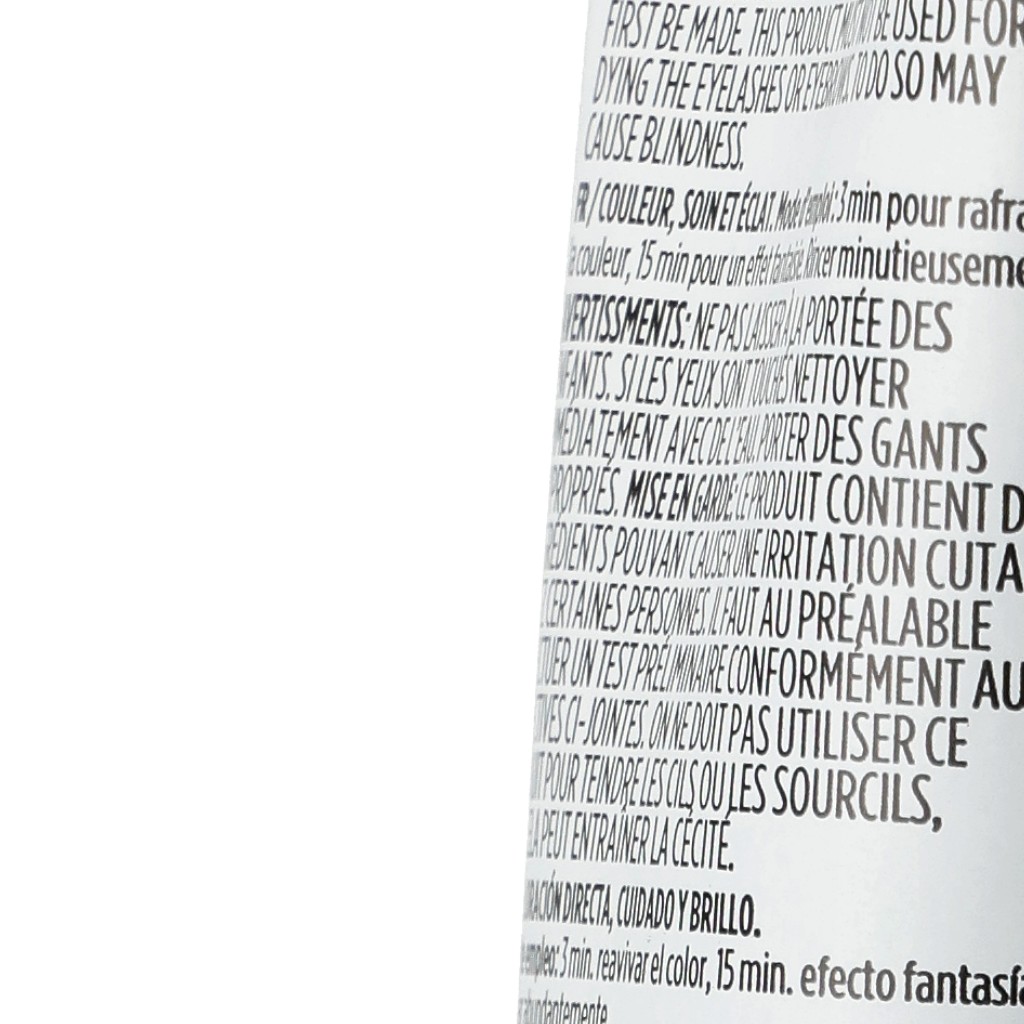 FIRST BE MADE. THIS PRODUCT MUST NOT BE USED FOR
DYING THE EYELASHES OR EYEBROWS. TO DO SO MAY
CAUSE BLINDNESS.
FR / COULEUR, SOIN ET ÉCLAT. Mode d'emploi: 3 min pour rafra
a couleur, 15 min pour un effet fantaisie. Rincer minutieuseme
VERTISSMENTS: NE PAS LAISSER À LA PORTÉE DES
NFANTS. SI LES YEUX SONT TOUCHÉS NETTOYER
MÉDIATEMENT AVEC DE L'EAU. PORTER DES GANTS
PROPRIÉS. MISE EN GARDE: CE PRODUIT CONTIENT D
RÉDIENTS POUVANT CAUSER UNE IRRITATION CUTA
CERTAINES PERSONNES. IL FAUT AU PRÉALABLE
TUER UN TEST PRÉLIMINAIRE CONFORMÉMENT AU
TIVES CI-JOINTES. ON NE DOIT PAS UTILISER CE
IT POUR TEINDRE LES CILS OU LES SOURCILS,
ELA PEUT ENTRAÎNER LA CÉCITÉ.
RACIÓN DIRECTA, CUIDADO Y BRILLO.
empleo: 3 min. reavivar el color, 15 min. efecto fantasía
abundantemente